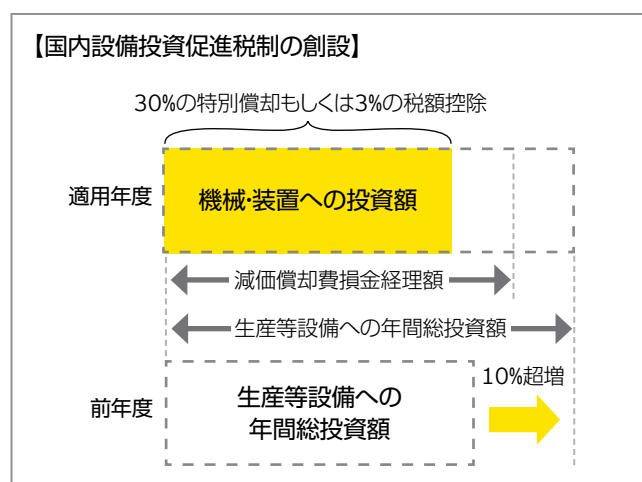 【国内設備投資促進税制の創設】
30%の特別償却もしくは3%の税額控除
適用年度
機械・装置への投資額
減価償却費損金経理額
生産等設備への年間総投資額
10%超増
前年度
生産等設備への
年間総投資額